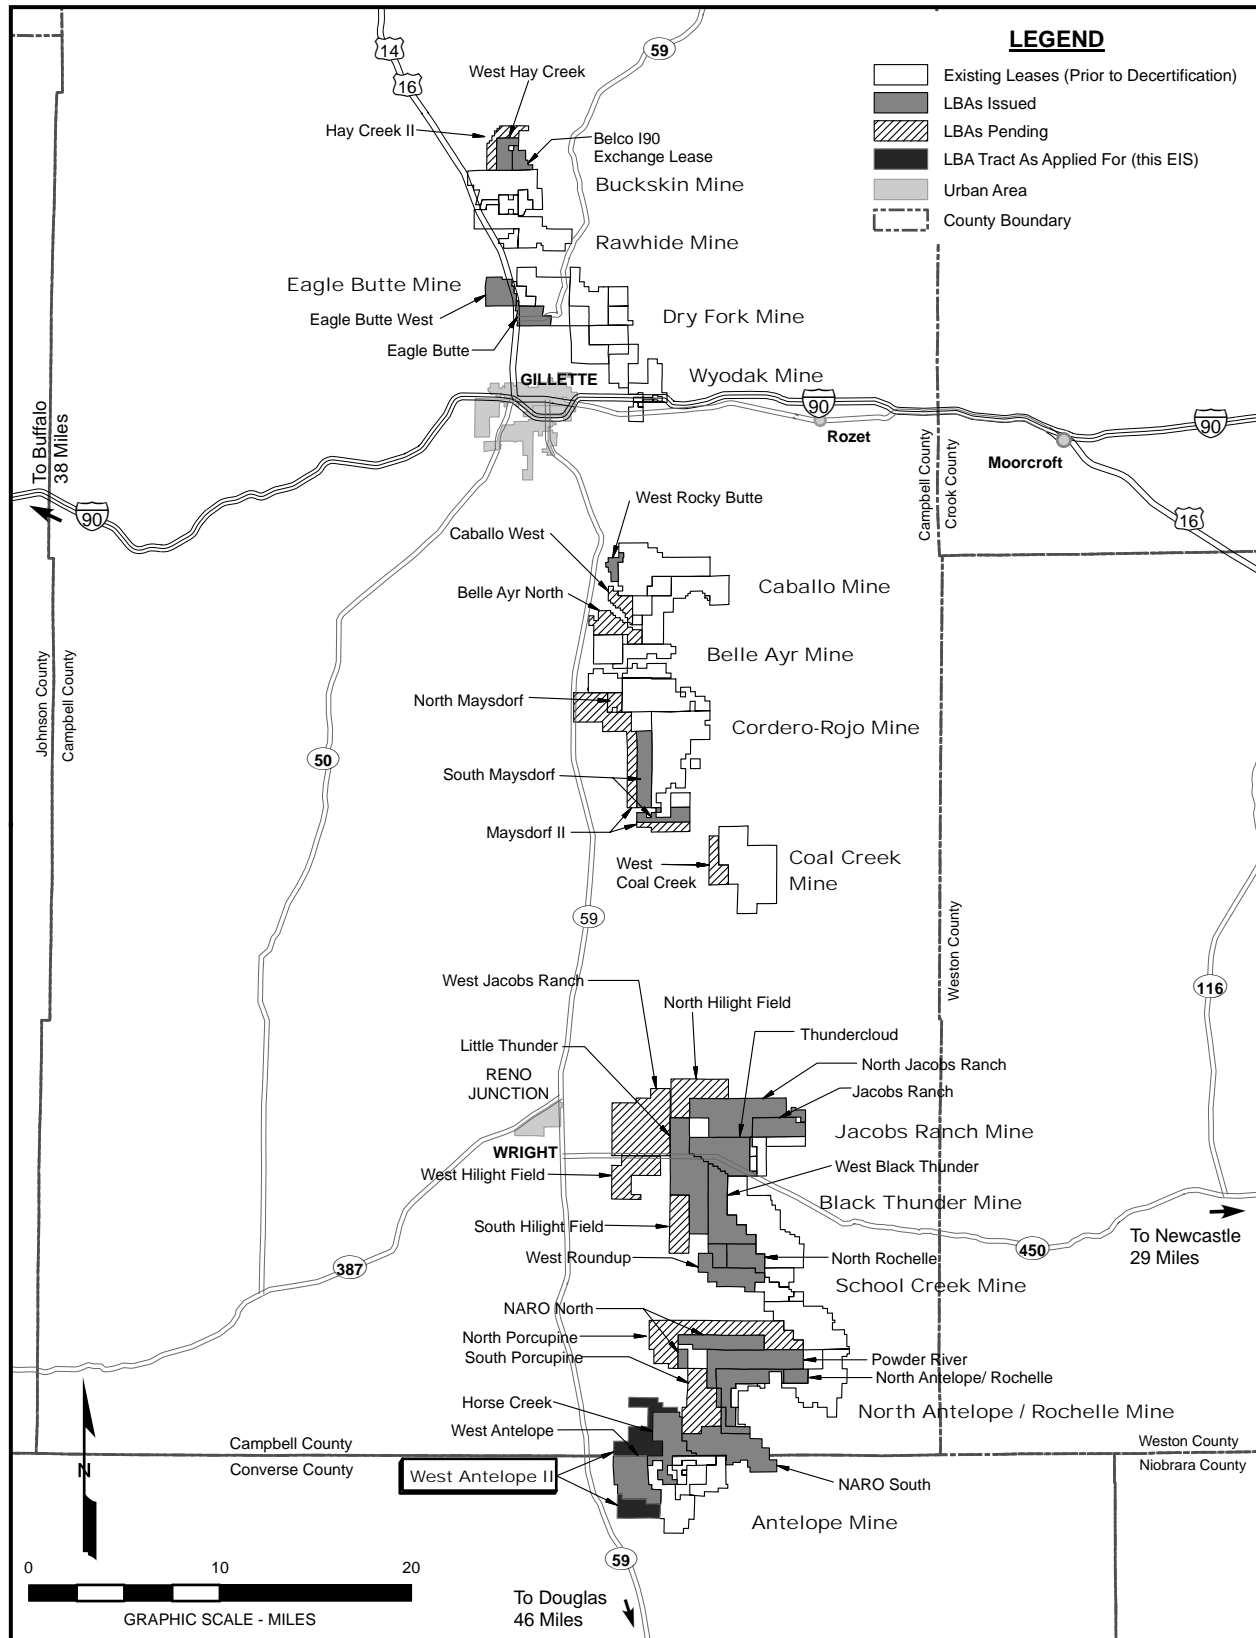 LEGEND
Existing Leases (Prior to Decertification)
LBAs Issued
LBAs Pending
LBA Tract As Applied For (this EIS)
Urban Area
County Boundary
14
16
59
West Hay Creek
Hay Creek II
Belco I90
Exchange Lease
Buckskin Mine
Rawhide Mine
Eagle Butte Mine
Eagle Butte West
Dry Fork Mine
Eagle Butte
GILLETTE
Wyodak Mine
90
90
Rozet
Moorcroft
To Buffalo
38 Miles
90
16
Campbell County
Crook County
West Rocky Butte
Caballo West
Belle Ayr North
Caballo Mine
Belle Ayr Mine
Johnson County
Campbell County
North Maysdorf
Cordero-Rojo Mine
50
South Maysdorf
Maysdorf II
West
Coal Creek
Coal Creek
Mine
59
Weston County
116
West Jacobs Ranch
North Hilight Field
Thundercloud
Little Thunder
North Jacobs Ranch
RENO
JUNCTION
Jacobs Ranch
Jacobs Ranch Mine
WRIGHT
West Black Thunder
West Hilight Field
Black Thunder Mine
South Hilight Field
To Newcastle
29 Miles
450
West Roundup
North Rochelle
387
School Creek Mine
NARO North
North Porcupine
South Porcupine
Powder River
North Antelope/ Rochelle
Horse Creek
North Antelope / Rochelle Mine
West Antelope
Campbell County
Converse County
Weston County
Niobrara County
West Antelope II
NARO South
N
Antelope Mine
59
0 10 20
GRAPHIC SCALE - MILES
To Douglas
46 Miles